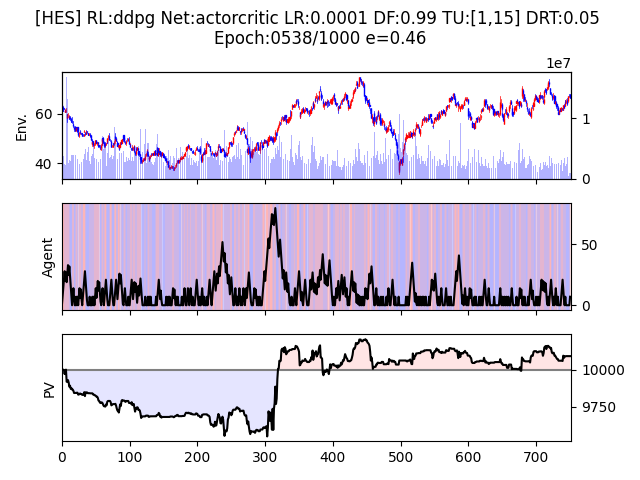 [HES] RL:ddpg Net:actorcritic LR:0.0001 DF:0.99 TU:[1,15] DRT:0.05
Epoch:0538/1000 e=0.46
1e7
Env.
60
40
1
0
Agent
50
0
PV
10000
9750
0 100 200 300 400 500 600 700